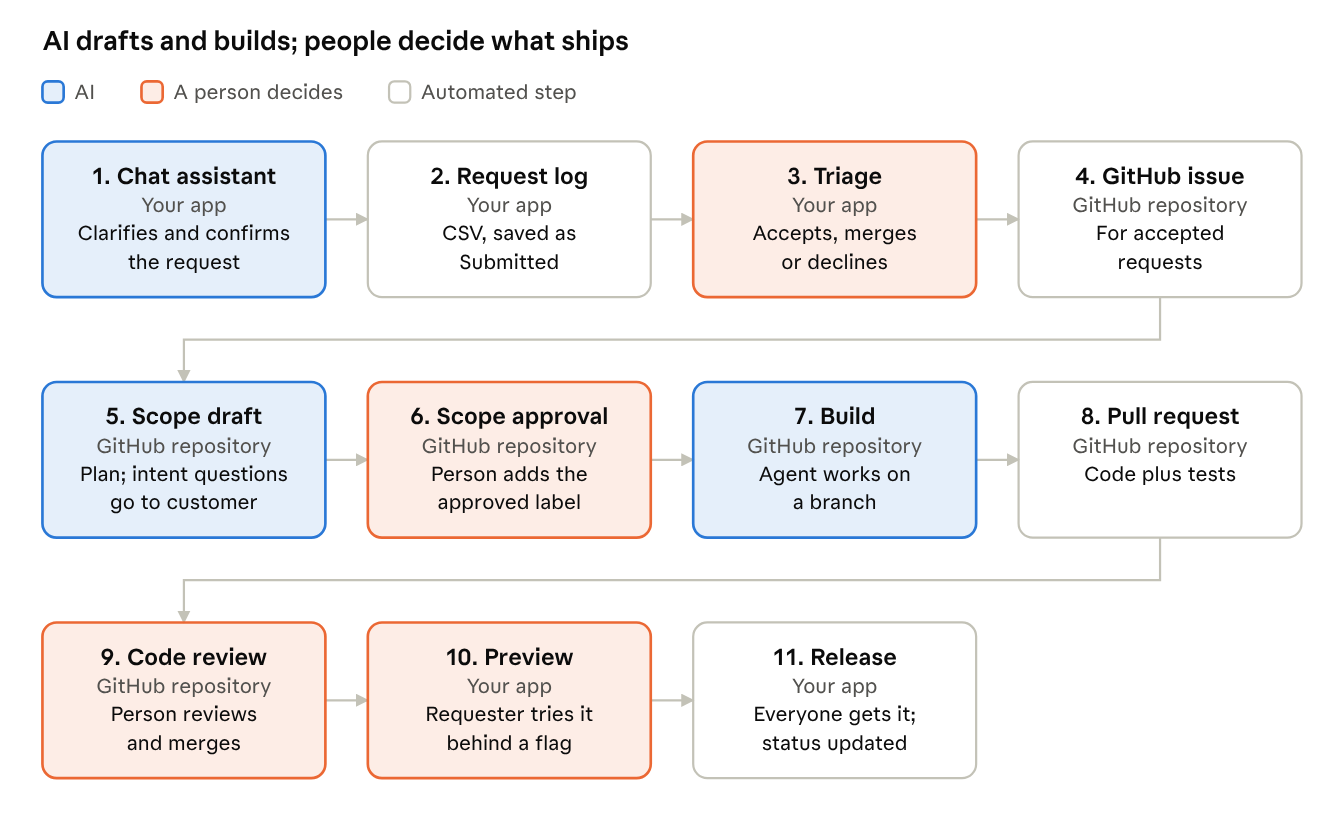 AI drafts and builds; people decide what ships
AI
A person decides
Automated step
1. Chat assistant
Your app
Clarifies and confirms
the request
2. Request log
Your app
CSV, saved as
Submitted
3. Triage
Your app
Accepts, merges
or declines
4. GitHub issue
GitHub repository
For accepted
requests
5. Scope draft
GitHub repository
Plan; intent questions
go to customer
6. Scope approval
GitHub repository
Person adds the
approved label
7. Build
GitHub repository
Agent works on
a branch
8. Pull request
GitHub repository
Code plus tests
9. Code review
GitHub repository
Person reviews
and merges
10. Preview
Your app
Requester tries it
behind a flag
11. Release
Your app
Everyone gets it;
status updated